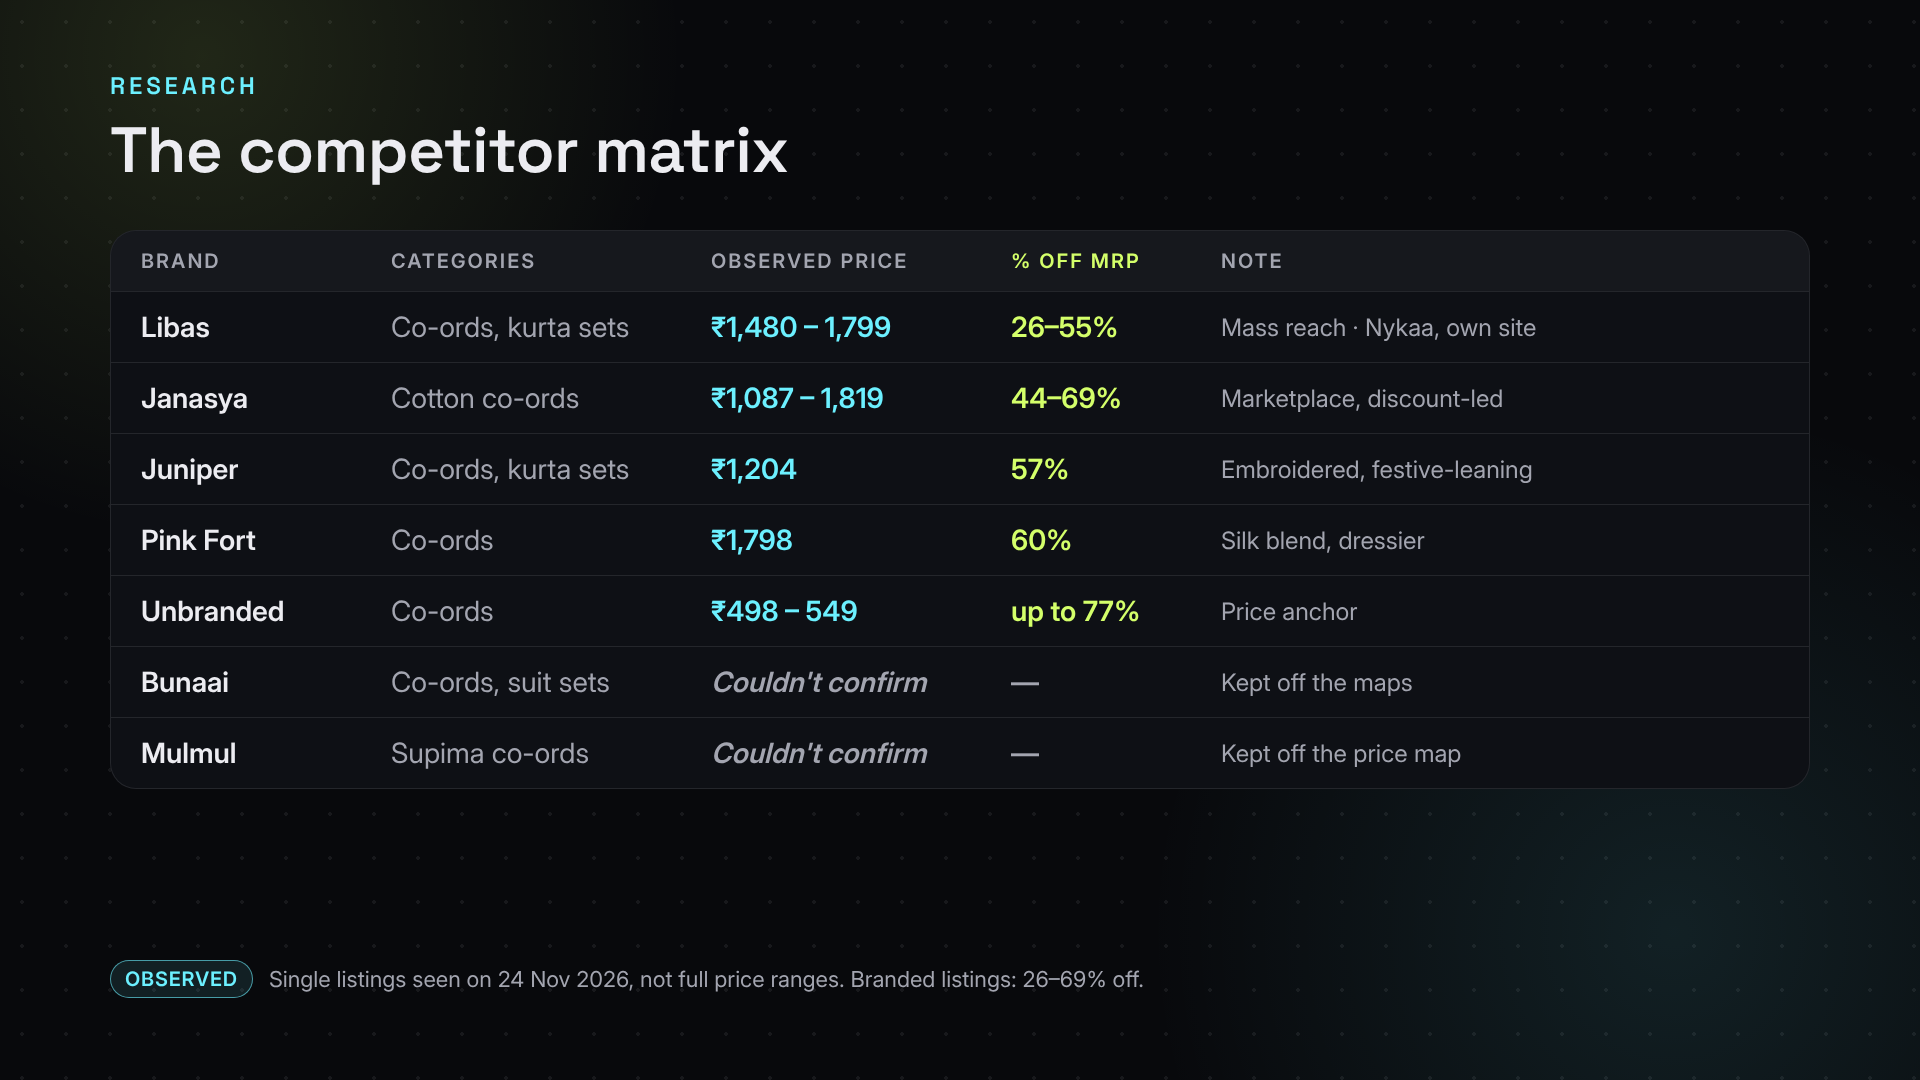 RESEARCH
The competitor matrix
BRAND CATEGORIES OBSERVED PRICE % OFF MRP NOTE
Libas Co-ords, kurta sets ₹1,480 – 1,799 26–55% Mass reach · Nykaa, own site
Janasya Cotton co-ords ₹1,087 – 1,819 44–69% Marketplace, discount-led
Juniper Co-ords, kurta sets ₹1,204 57% Embroidered, festive-leaning
Pink Fort Co-ords ₹1,798 60% Silk blend, dressier
Unbranded Co-ords ₹498 – 549 up to 77% Price anchor
Bunaai Co-ords, suit sets Couldn't confirm — Kept off the maps
Mulmul Supima co-ords Couldn't confirm — Kept off the price map
OBSERVED Single listings seen on 24 Nov 2026, not full price ranges. Branded listings: 26–69% off.